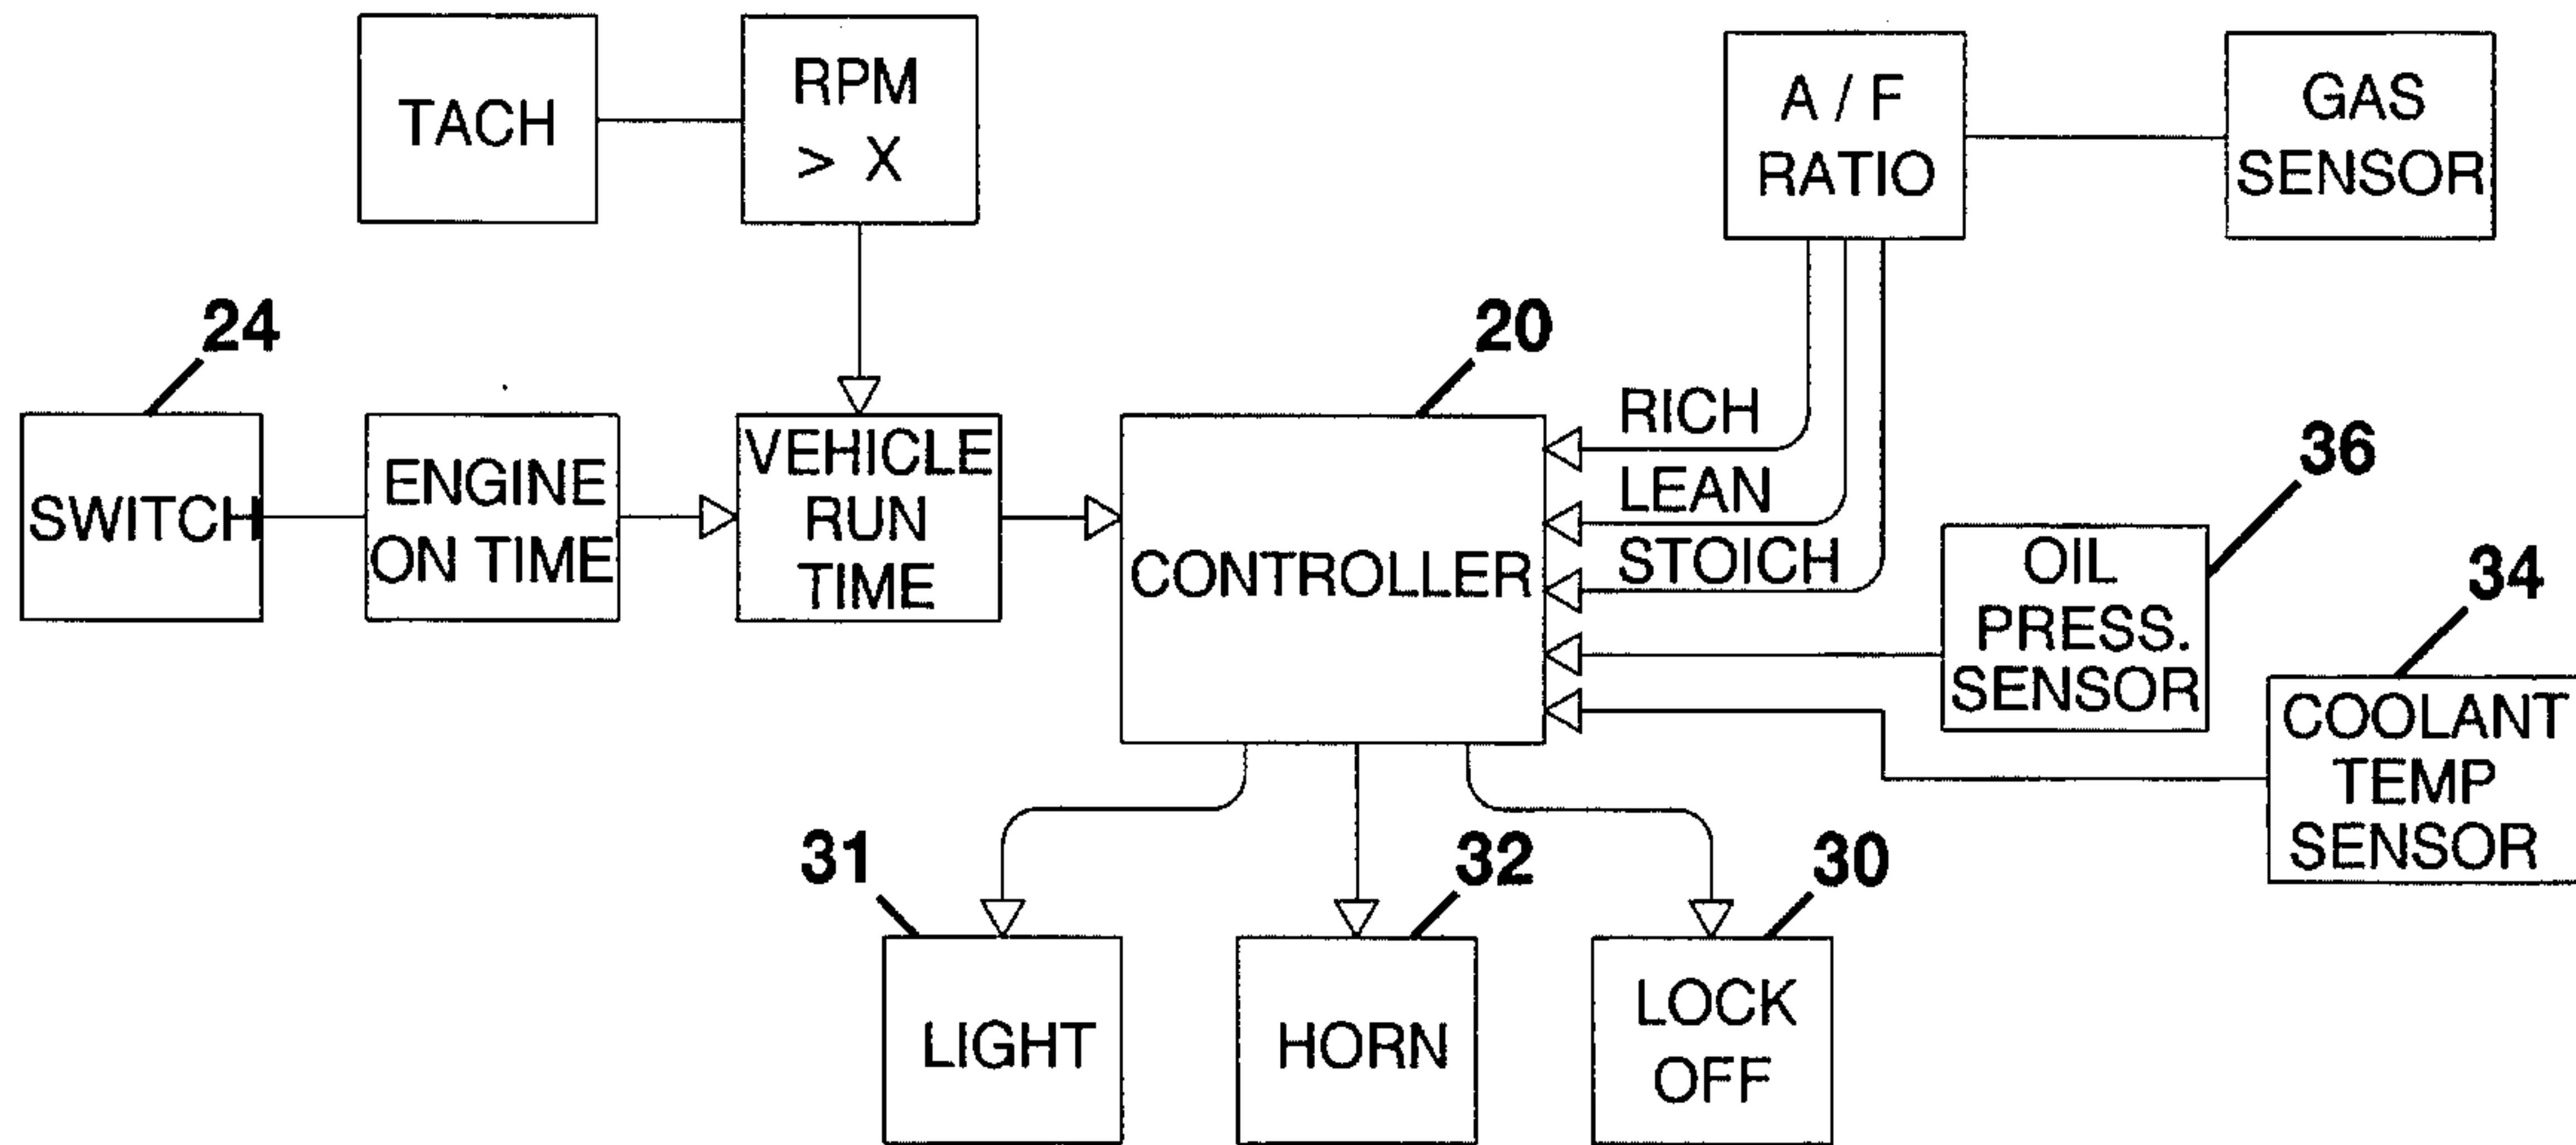 TACH
RPM
> X
A / F
RATIO
GAS
SENSOR
24
SWITCH
ENGINE
ON TIME
VEHICLE
RUN
TIME
20
CONTROLLER
RICH
LEAN
STOICH
36
OIL
PRESS.
SENSOR
34
COOLANT
TEMP
SENSOR
31
LIGHT
32
HORN
30
LOCK
OFF